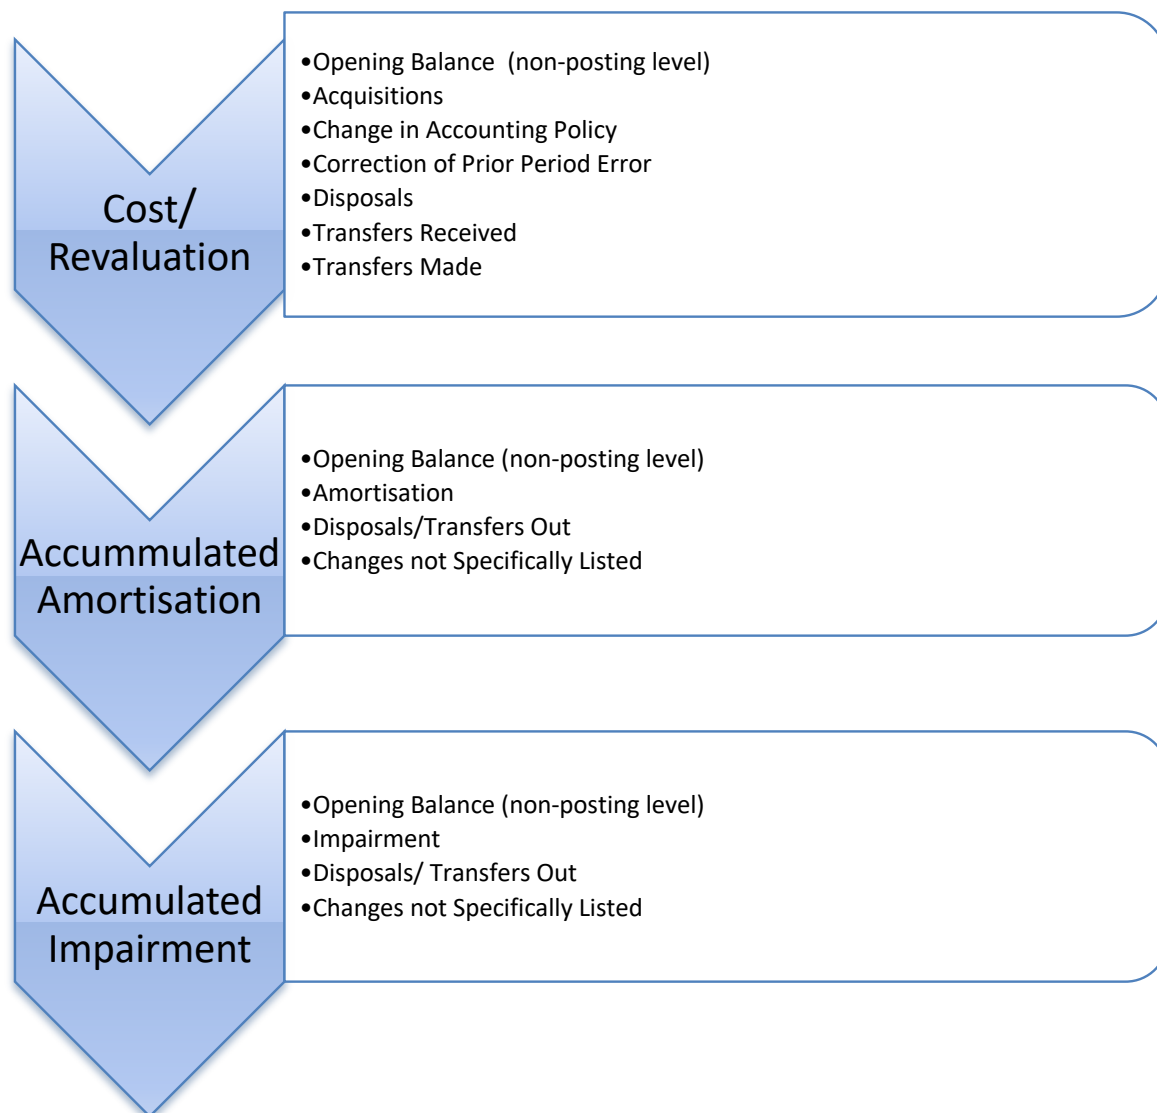 Cost/
Revaluation
•Opening Balance  (non-posting level)
•Acquisitions
•Change in Accounting Policy
•Correction of Prior Period Error
•Disposals
•Transfers Received
•Transfers Made
Accummulated
Amortisation
•Opening Balance (non-posting level)
•Amortisation
•Disposals/Transfers Out
•Changes not Specifically Listed
Accumulated
Impairment
•Opening Balance (non-posting level)
•Impairment
•Disposals/ Transfers Out
•Changes not Specifically Listed